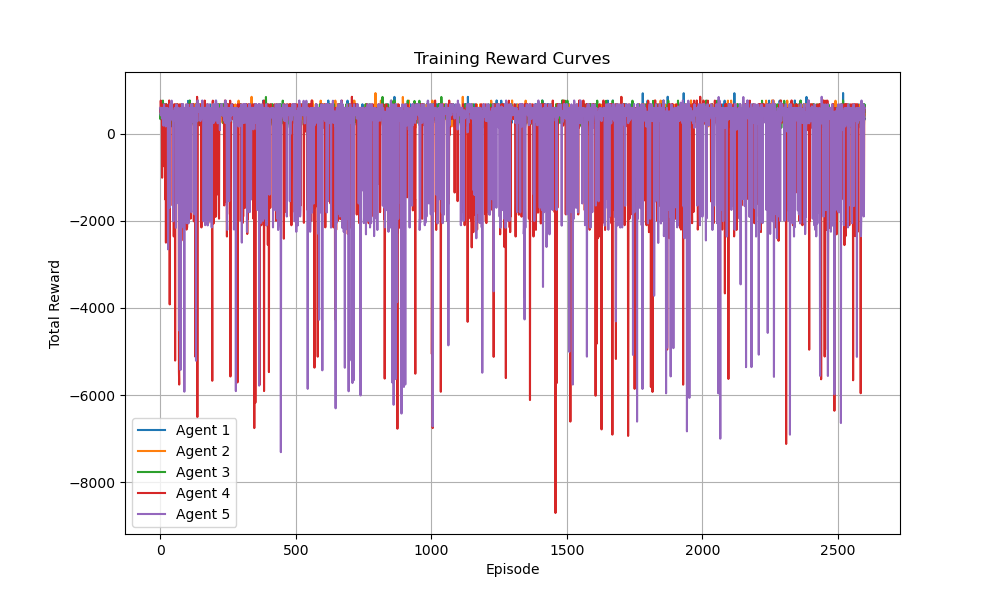 Training Reward Curves
Total Reward
0
−2000
−4000
−6000
−8000
Agent 1
Agent 2
Agent 3
Agent 4
Agent 5
0 500 1000 1500 2000 2500
Episode